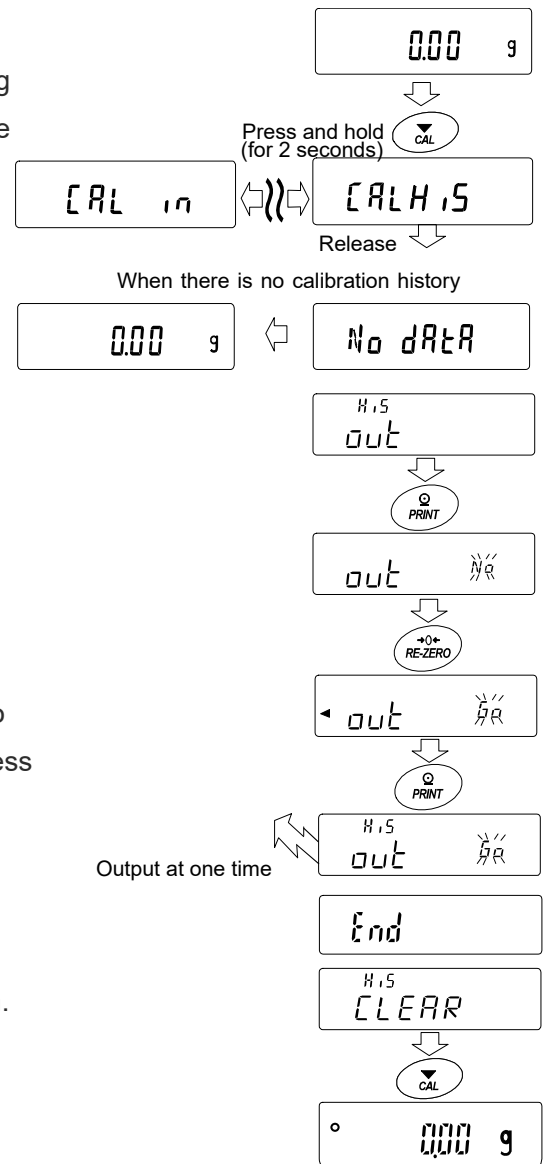 0.00 g
g
e
CAL
Press and hold
(for 2 seconds)
CAL in
CALHiS
Release
When there is no calibration history
0.00 g
No dAtA
HiS
out
PRINT
out No
→0←
RE-ZERO
o
out Go
ess
PRINT
HiS
out Go
Output at one time
End
HiS
CLEAR
.
CAL
0.00 g